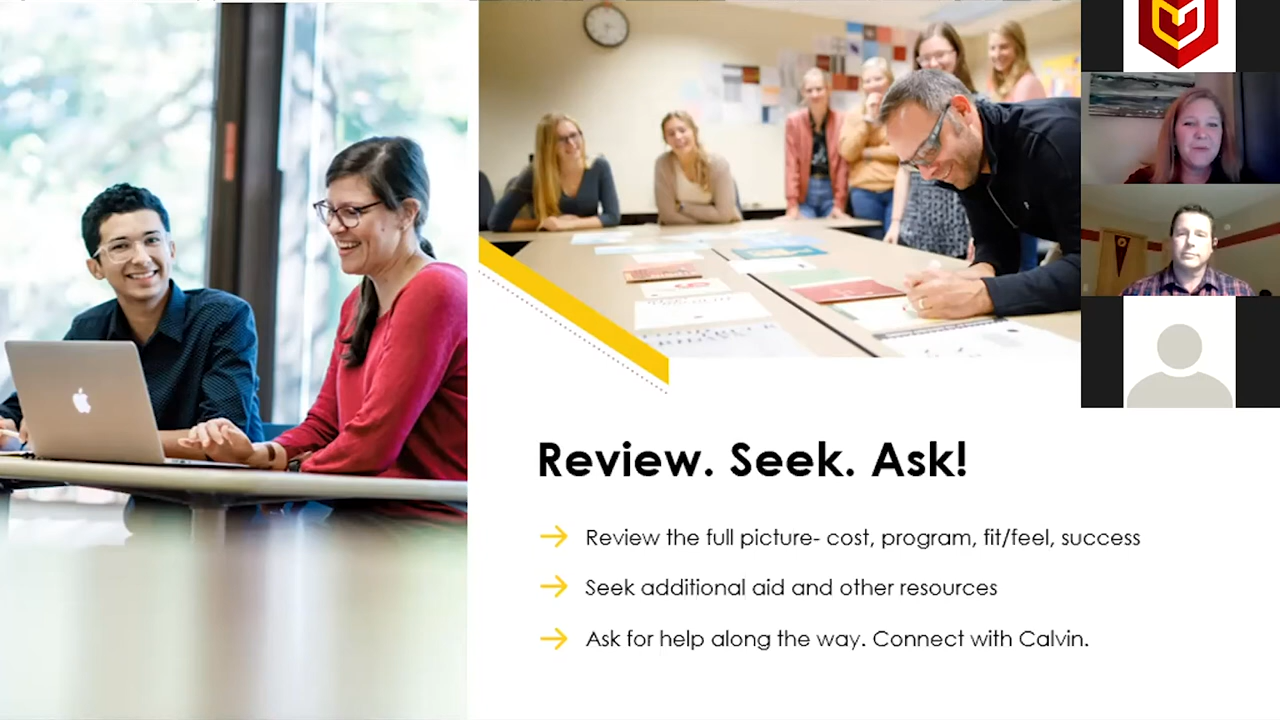 Review. Seek. Ask!
Review the full picture- cost, program, fit/feel, success
Seek additional aid and other resources
Ask for help along the way. Connect with Calvin.